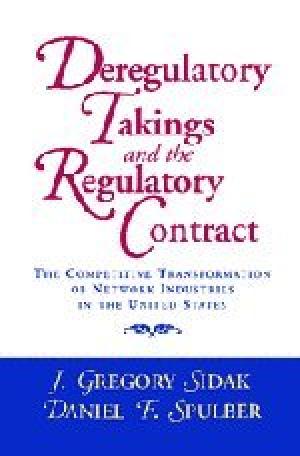 Deregulatory
Takings
and the
Regulatory
Contract
The Competitive Transformation
of Network Industries
in the United States
J. Gregory Sidak
Daniel F. Spulber